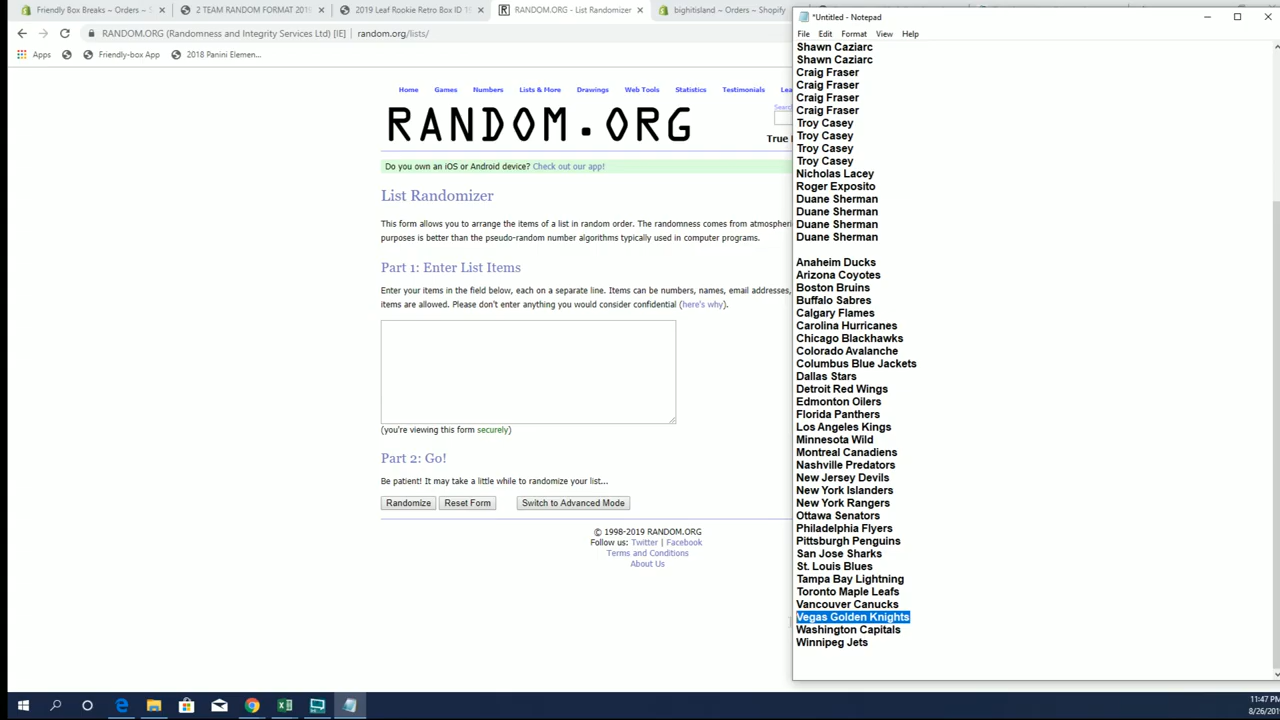 Friendly Box Breaks – Orders – S
2 TEAM RANDOM FORMAT 2018
2019 Leaf Rookie Retro Box ID 1
RANDOM.ORG - List Randomizer
bighitisland ~ Orders ~ Shopify
RANDOM.ORG (Randomness and Integrity Services Ltd) [IE] | random.org/lists/
Apps
Friendly-box App
2018 Panini Elemen...
Home
Games
Numbers
Lists & More
Drawings
Web Tools
Statistics
Testimonials
Lea
RANDOM.ORG
Search
True
Do you own an iOS or Android device? Check out our app!
List Randomizer
This form allows you to arrange the items of a list in random order. The randomness comes from atmospheri
purposes is better than the pseudo-random number algorithms typically used in computer programs.
Part 1: Enter List Items
Enter your items in the field below, each on a separate line. Items can be numbers, names, email addresses,
items are allowed. Please don't enter anything you would consider confidential (here's why).
(you're viewing this form securely)
Part 2: Go!
Be patient! It may take a little while to randomize your list...
Randomize
Reset Form
Switch to Advanced Mode
© 1998-2019 RANDOM.ORG
Follow us: Twitter | Facebook
Terms and Conditions
About Us
*Untitled - Notepad
File Edit Format View Help
Shawn Caziarc
Shawn Caziarc
Craig Fraser
Craig Fraser
Craig Fraser
Craig Fraser
Troy Casey
Troy Casey
Troy Casey
Troy Casey
Nicholas Lacey
Roger Exposito
Duane Sherman
Duane Sherman
Duane Sherman
Duane Sherman
Anaheim Ducks
Arizona Coyotes
Boston Bruins
Buffalo Sabres
Calgary Flames
Carolina Hurricanes
Chicago Blackhawks
Colorado Avalanche
Columbus Blue Jackets
Dallas Stars
Detroit Red Wings
Edmonton Oilers
Florida Panthers
Los Angeles Kings
Minnesota Wild
Montreal Canadiens
Nashville Predators
New Jersey Devils
New York Islanders
New York Rangers
Ottawa Senators
Philadelphia Flyers
Pittsburgh Penguins
San Jose Sharks
St. Louis Blues
Tampa Bay Lightning
Toronto Maple Leafs
Vancouver Canucks
Vegas Golden Knights
Washington Capitals
Winnipeg Jets
11:47 PM
8/26/201